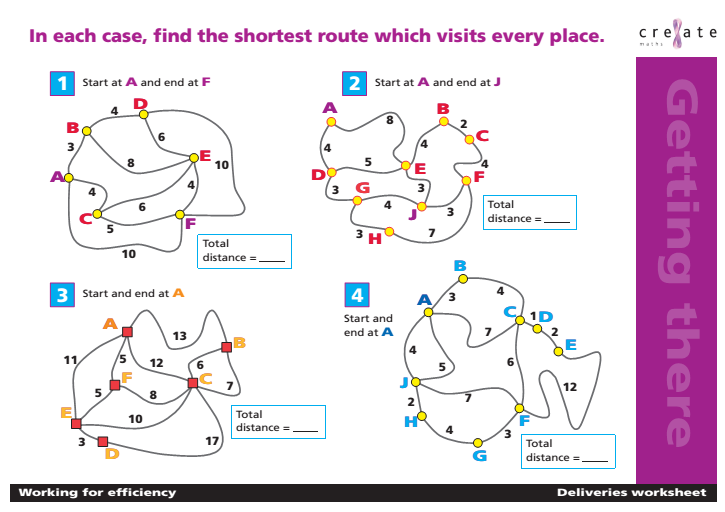 In each case, find the shortest route which visits every place.
cre8ate
maths
1 Start at A and end at F
2 Start at A and end at J
D
4
B
3
6
8
E
10
A
4
4
6
C
5
F
10
Total
distance = ____
A
8
B
2
C
4
4
4
5
D
E
F
3
G
3
4
J
3
3
H
7
Total
distance = ____
3 Start and end at A
4
Start and
end at A
A
13
B
11
5
12
6
F
C
7
5
8
E
10
3
D
17
Total
distance = ____
B
4
A
3
C
1
D
2
7
E
4
5
6
J
7
12
2
H
4
F
3
G
Total
distance = ____
Getting there
Working for efficiency
Deliveries worksheet